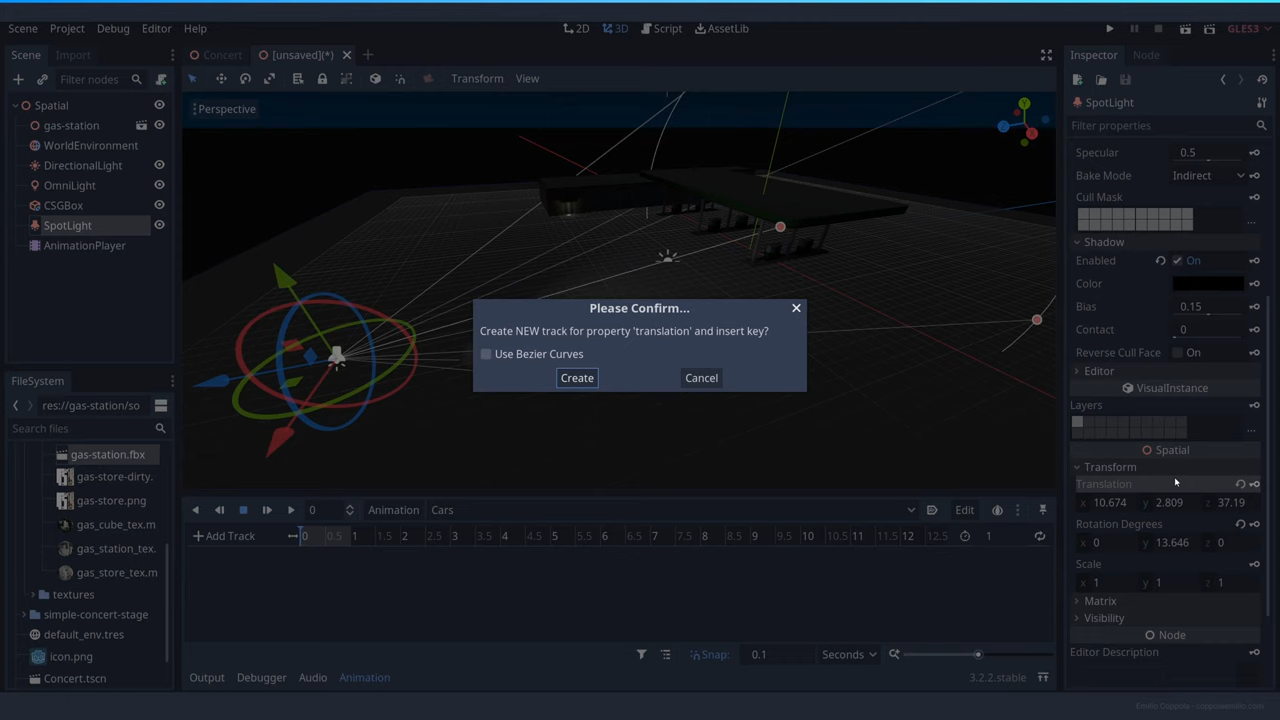 Scene Project Debug Editor Help
2D 3D Script AssetLib
GLES3
Scene Import
Concert [unsaved](*)
Inspector Node
Filter nodes
Transform View
Perspective
Y
Z
X
SpotLight
Filter properties
Spatial
gas-station
WorldEnvironment
DirectionalLight
OmniLight
CSGBox
SpotLight
AnimationPlayer
Specular 0.5
Bake Mode Indirect
Cull Mask
...
Shadow
Enabled On
Color
Bias 0.15
Contact 0
Reverse Cull Face On
Editor
VisualInstance
Layers
...
Spatial
Transform
Translation
x 10.674 y 2.809 z 37.19
Rotation Degrees
x 0 y 13.646 z 0
Scale
x 1 y 1 z 1
Matrix
Visibility
Node
Editor Description
Please Confirm...
Create NEW track for property 'translation' and insert key?
Use Bezier Curves
Create Cancel
FileSystem
res://gas-station/so
Search files
gas-station.fbx
gas-store-dirty.
gas-store.png
gas_cube_tex.m
gas_station_tex.
gas_store_tex.m
textures
simple-concert-stage
default_env.tres
icon.png
Concert.tscn
0 Animation Cars Edit
Add Track 0 0.5 1 1.5 2 2.5 3 3.5 4 4.5 5 5.5 6 6.5 7 7.5 8 8.5 9 9.5 10 10.5 11 11.5 12 12.5 1
Snap: 0.1 Seconds
Output Debugger Audio Animation
3.2.2.stable
Emilio Coppola - coppolaemilio.com